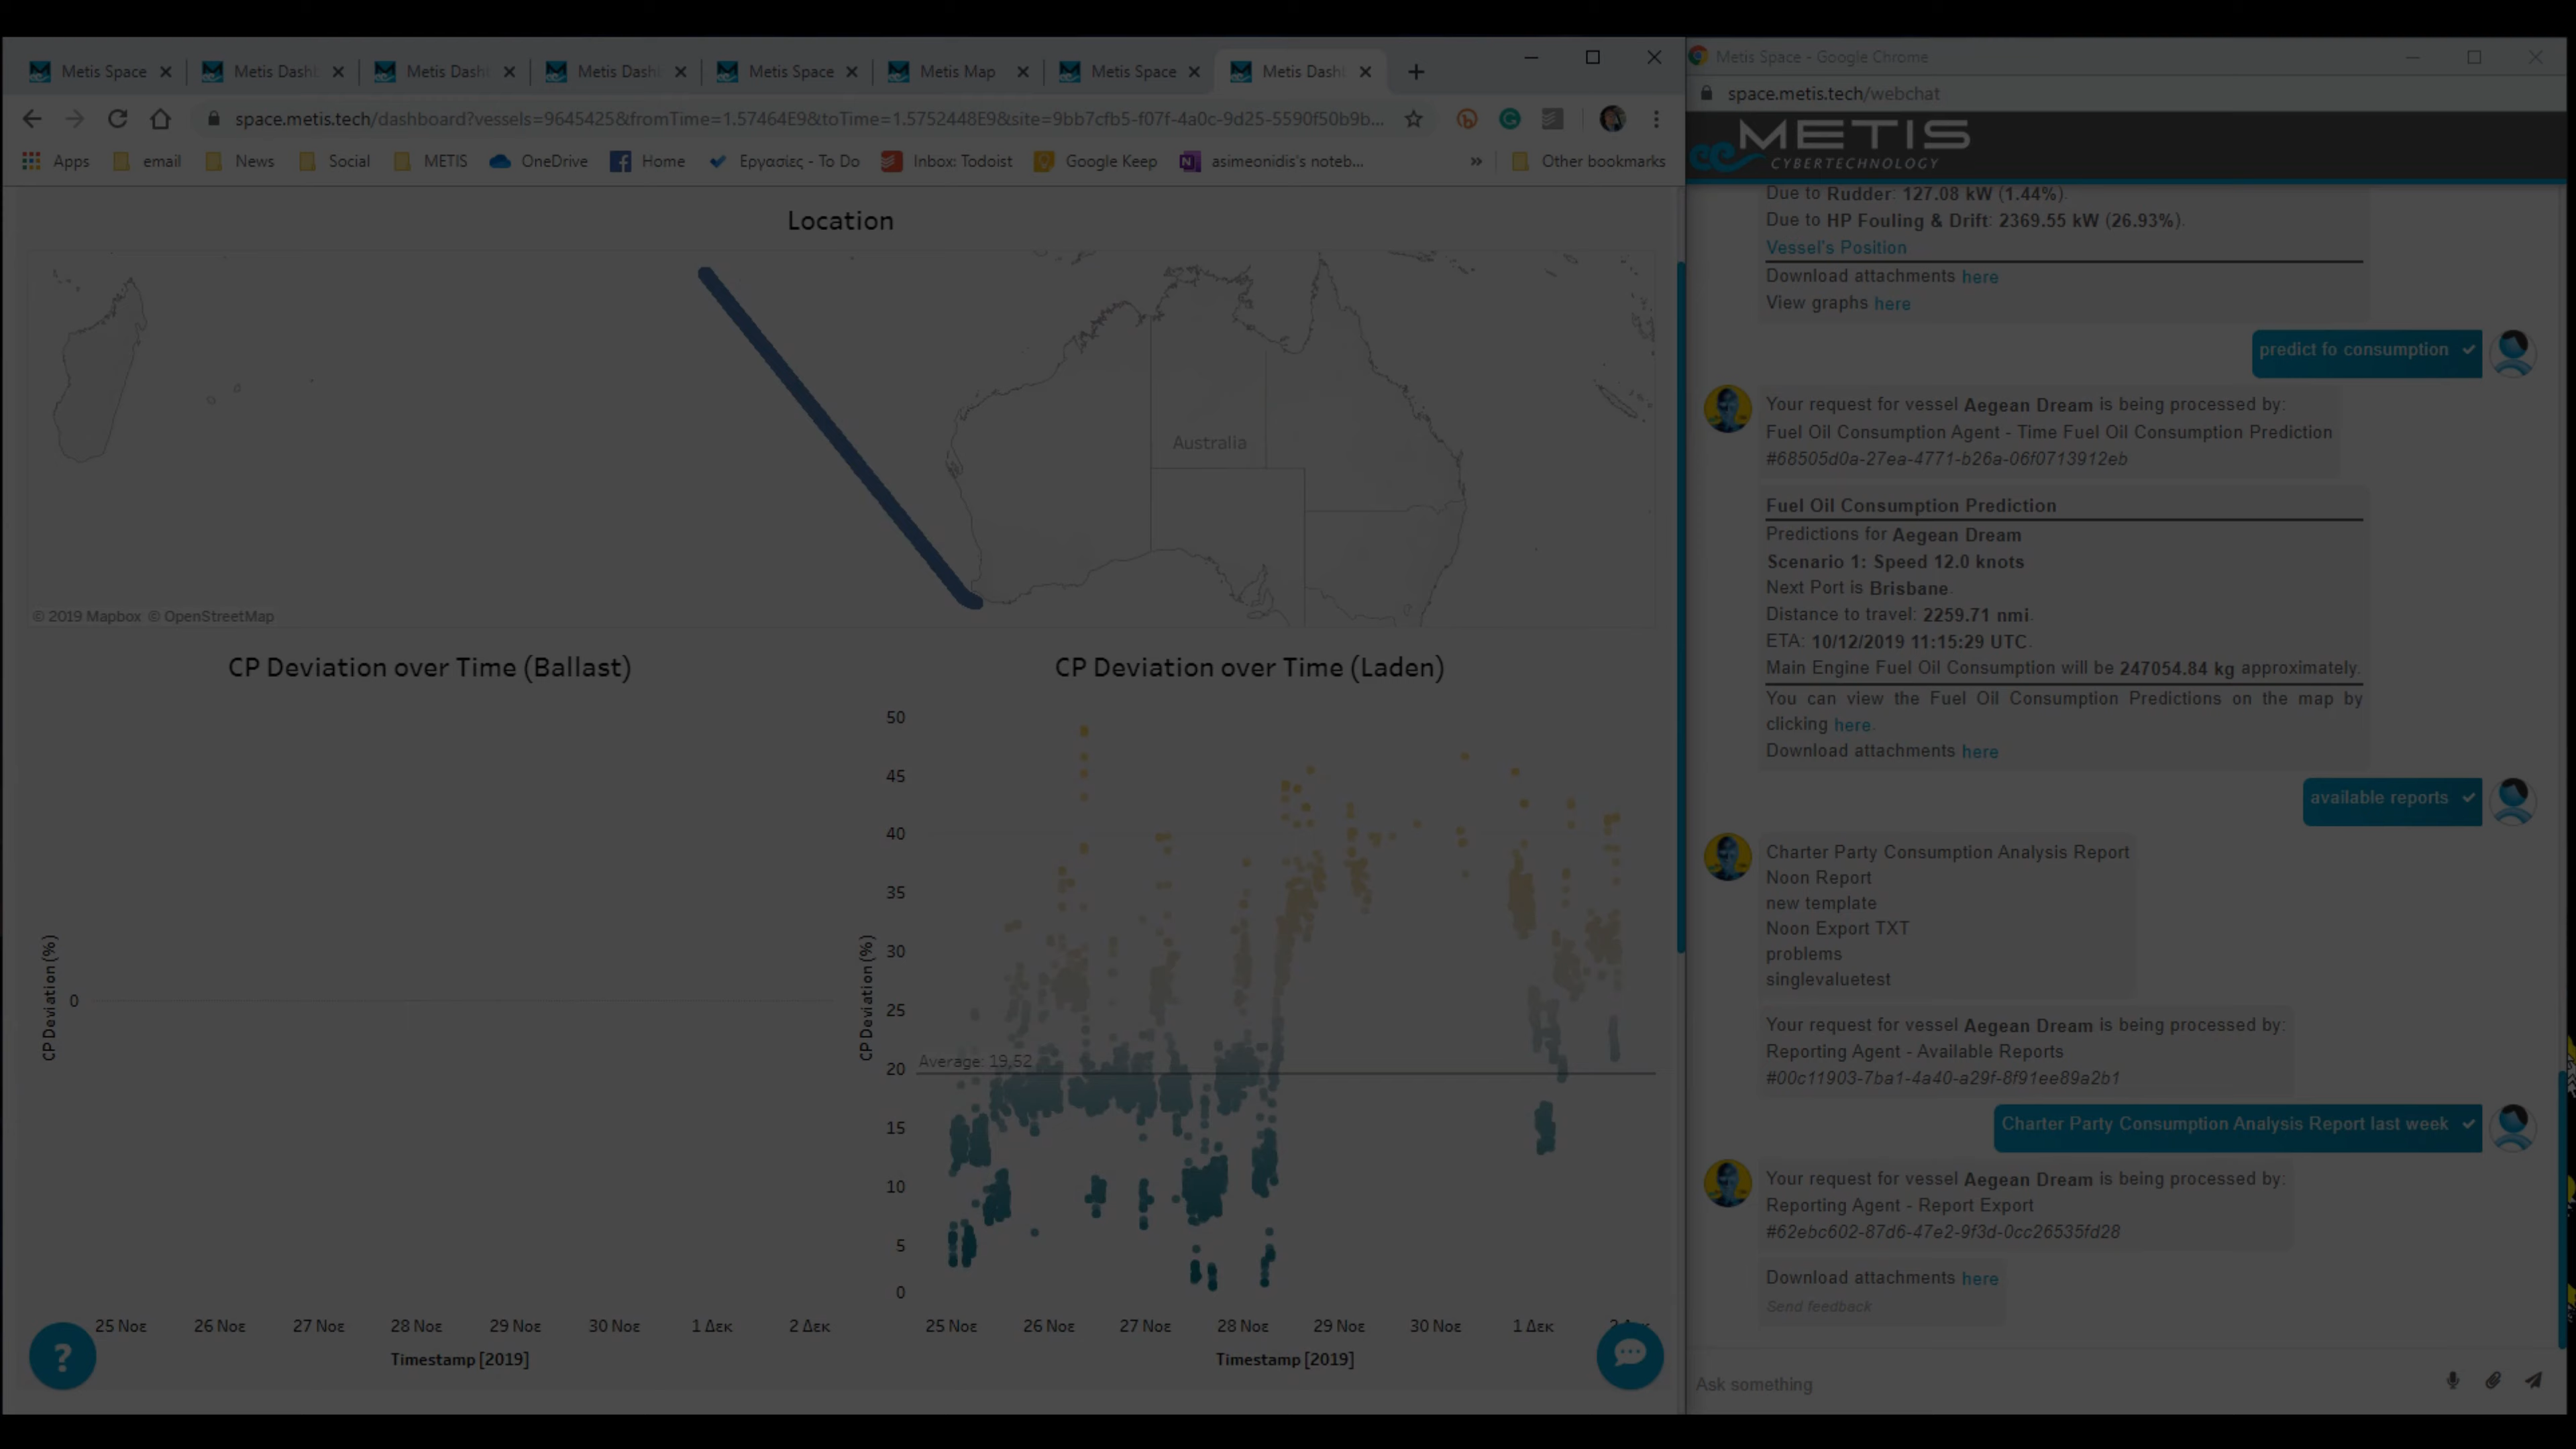 Metis Space
Metis Dash
Metis Dash
Metis Dash
Metis Space
Metis Map
Metis Space
Metis Dash
space.metis.tech/dashboard?vessels=9645425&fromTime=1.57464E9&toTime=1.5752448E9&site=9bb7cfb5-f07f-4a0c-9d25-5590f50b9b...
Apps
email
News
Social
METIS
OneDrive
Home
Εργασίες - To Do
Inbox: Todoist
Google Keep
asimeonidis's noteb...
»
Other bookmarks
Location
Australia
© 2019 Mapbox © OpenStreetMap
CP Deviation over Time (Ballast)
CP Deviation (%)
0
25 Νοε
26 Νοε
27 Νοε
28 Νοε
29 Νοε
30 Νοε
1 Δεκ
2 Δεκ
Timestamp [2019]
?
CP Deviation over Time (Laden)
CP Deviation (%)
50
45
40
35
30
25
20
15
10
5
0
Average: 19,52
25 Νοε
26 Νοε
27 Νοε
28 Νοε
29 Νοε
30 Νοε
1 Δεκ
Timestamp [2019]
Metis Space - Google Chrome
space.metis.tech/webchat
METIS
CYBERTECHNOLOGY
Due to Rudder: 127.08 kW (1.44%).
Due to HP Fouling & Drift: 2369.55 kW (26.93%).
Vessel's Position
Download attachments here
View graphs here
predict fo consumption
Your request for vessel Aegean Dream is being processed by:
Fuel Oil Consumption Agent - Time Fuel Oil Consumption Prediction
#68505d0a-27ea-4771-b26a-06f0713912eb
Fuel Oil Consumption Prediction
Predictions for Aegean Dream
Scenario 1: Speed 12.0 knots
Next Port is Brisbane.
Distance to travel: 2259.71 nmi.
ETA: 10/12/2019 11:15:29 UTC.
Main Engine Fuel Oil Consumption will be 247054.84 kg approximately.
You can view the Fuel Oil Consumption Predictions on the map by
clicking here.
Download attachments here
available reports
Charter Party Consumption Analysis Report
Noon Report
new template
Noon Export TXT
problems
singlevaluetest
Your request for vessel Aegean Dream is being processed by:
Reporting Agent - Available Reports
#00c11903-7ba1-4a40-a29f-8f91ee89a2b1
Charter Party Consumption Analysis Report last week
Your request for vessel Aegean Dream is being processed by:
Reporting Agent - Report Export
#62ebc602-87d6-47e2-9f3d-0cc26535fd28
Download attachments here
Send feedback
Ask something